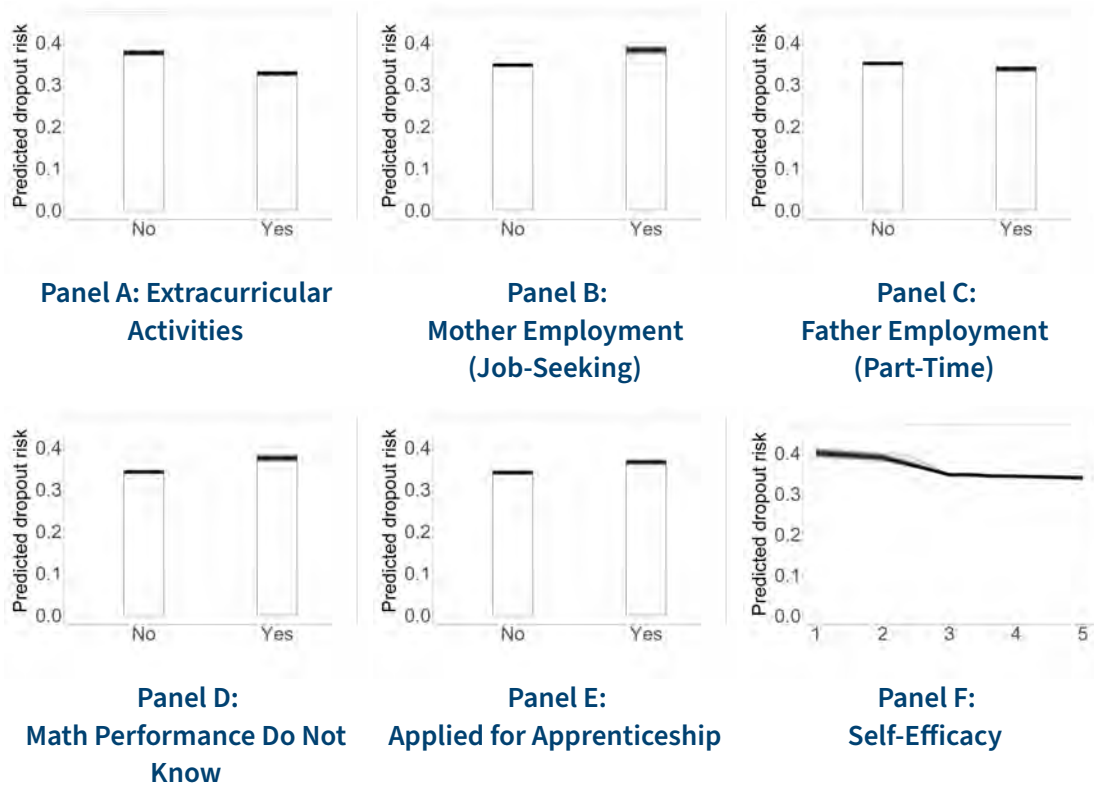 Predicted dropout risk
0.4
0.3
0.2
0.1
0.0
No Yes
Panel A: Extracurricular
Activities
Predicted dropout risk
0.4
0.3
0.2
0.1
0.0
No Yes
Panel B:
Mother Employment
(Job-Seeking)
Predicted dropout risk
0.4
0.3
0.2
0.1
0.0
No Yes
Panel C:
Father Employment
(Part-Time)
Predicted dropout risk
0.4
0.3
0.2
0.1
0.0
No Yes
Panel D:
Math Performance Do Not
Know
Predicted dropout risk
0.4
0.3
0.2
0.1
0.0
No Yes
Panel E:
Applied for Apprenticeship
Predicted dropout risk
0.4
0.3
0.2
0.1
0.0
1 2 3 4 5
Panel F:
Self-Efficacy